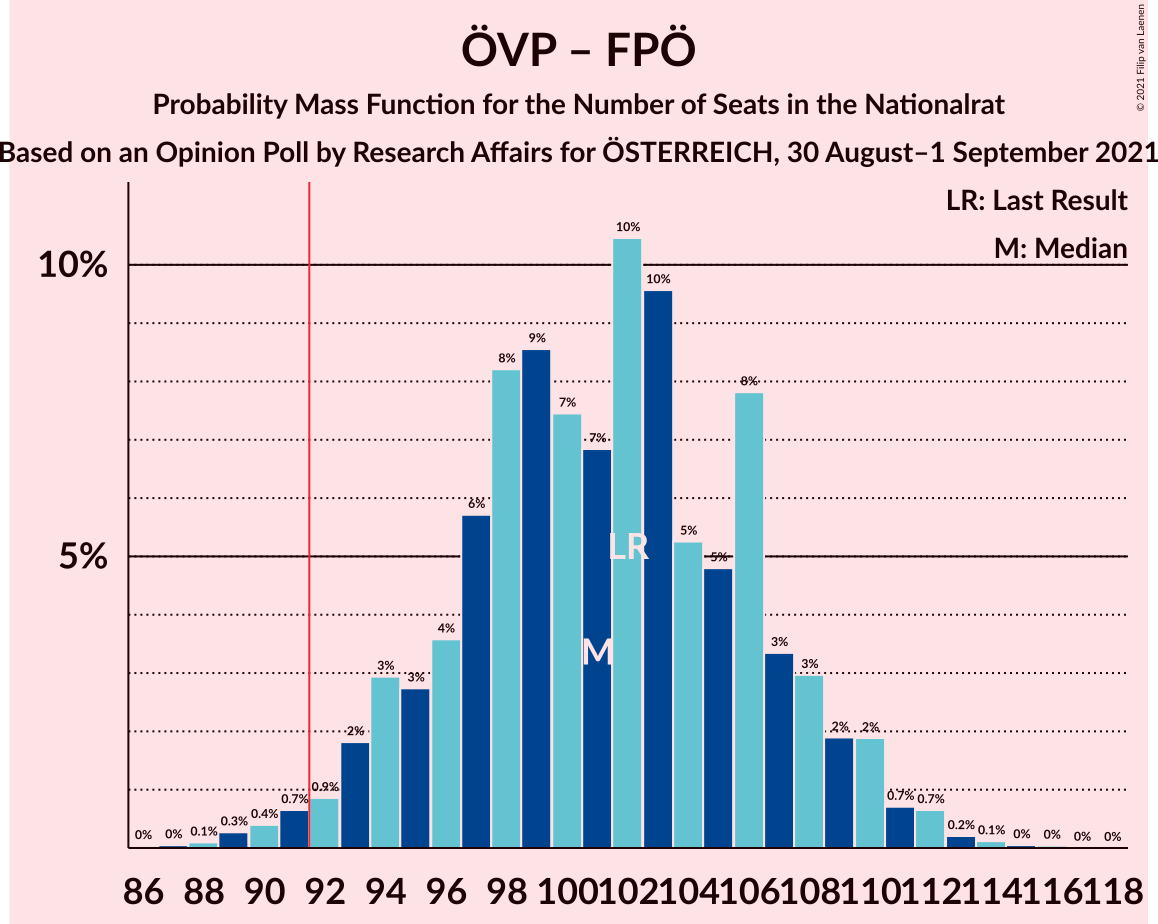 ÖVP – FPÖ
Probability Mass Function for the Number of Seats in the Nationalrat
Based on an Opinion Poll by Research Affairs for ÖSTERREICH, 30 August–1 September 2021
© 2021 Filip van Laenen
LR: Last Result
M: Median
10%
5%
0% 0% 0.1% 0.3% 0.4% 0.7% 0.9% 2% 3% 3% 4% 6% 8% 9% 7% 7% 10% 10% 5% 5% 8% 3% 3% 2% 2% 0.7% 0.7% 0.2% 0.1% 0% 0% 0% 0%
LR
M
86 88 90 92 94 96 98 100 102 104 106 108 110 112 114 116 118